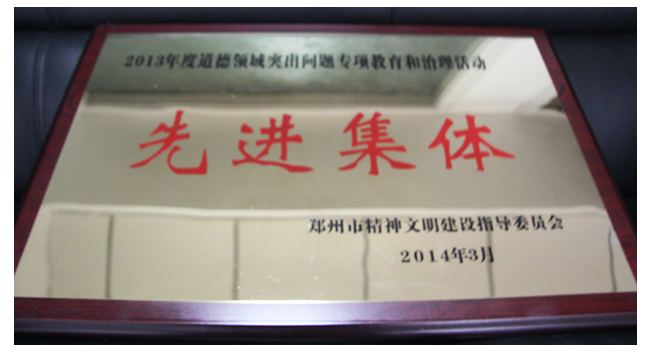 2013年度道德领域突出问题专项教育和治理活动
先进集体
郑州市精神文明建设指导委员会
2014年3月